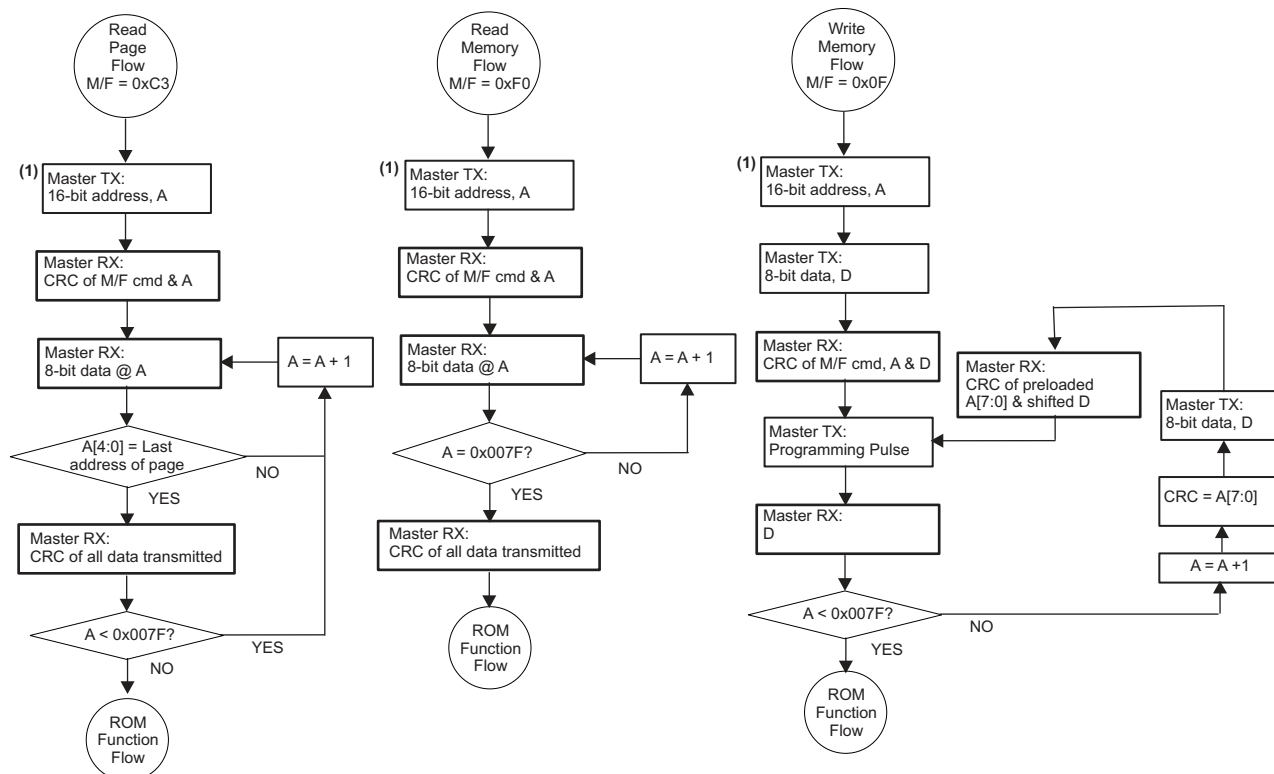 Read
Page
Flow
M/F = 0xC3
(1)
Master TX:
16-bit address, A
Master RX:
CRC of M/F cmd & A
Master RX:
8-bit data @ A
A = A + 1
A[4:0] = Last
address of page
NO
YES
Master RX:
CRC of all data transmitted
A < 0x007F?
YES
NO
ROM
Function
Flow
Read
Memory
Flow
M/F = 0xF0
(1)
Master TX:
16-bit address, A
Master RX:
CRC of M/F cmd & A
Master RX:
8-bit data @ A
A = A + 1
A = 0x007F?
NO
YES
Master RX:
CRC of all data transmitted
ROM
Function
Flow
Write
Memory
Flow
M/F = 0x0F
(1)
Master TX:
16-bit address, A
Master TX:
8-bit data, D
Master RX:
CRC of M/F cmd, A & D
Master TX:
Programming Pulse
Master RX:
D
A < 0x007F?
NO
YES
ROM
Function
Flow
A = A +1
CRC = A[7:0]
Master TX:
8-bit data, D
Master RX:
CRC of preloaded
A[7:0] & shifted D